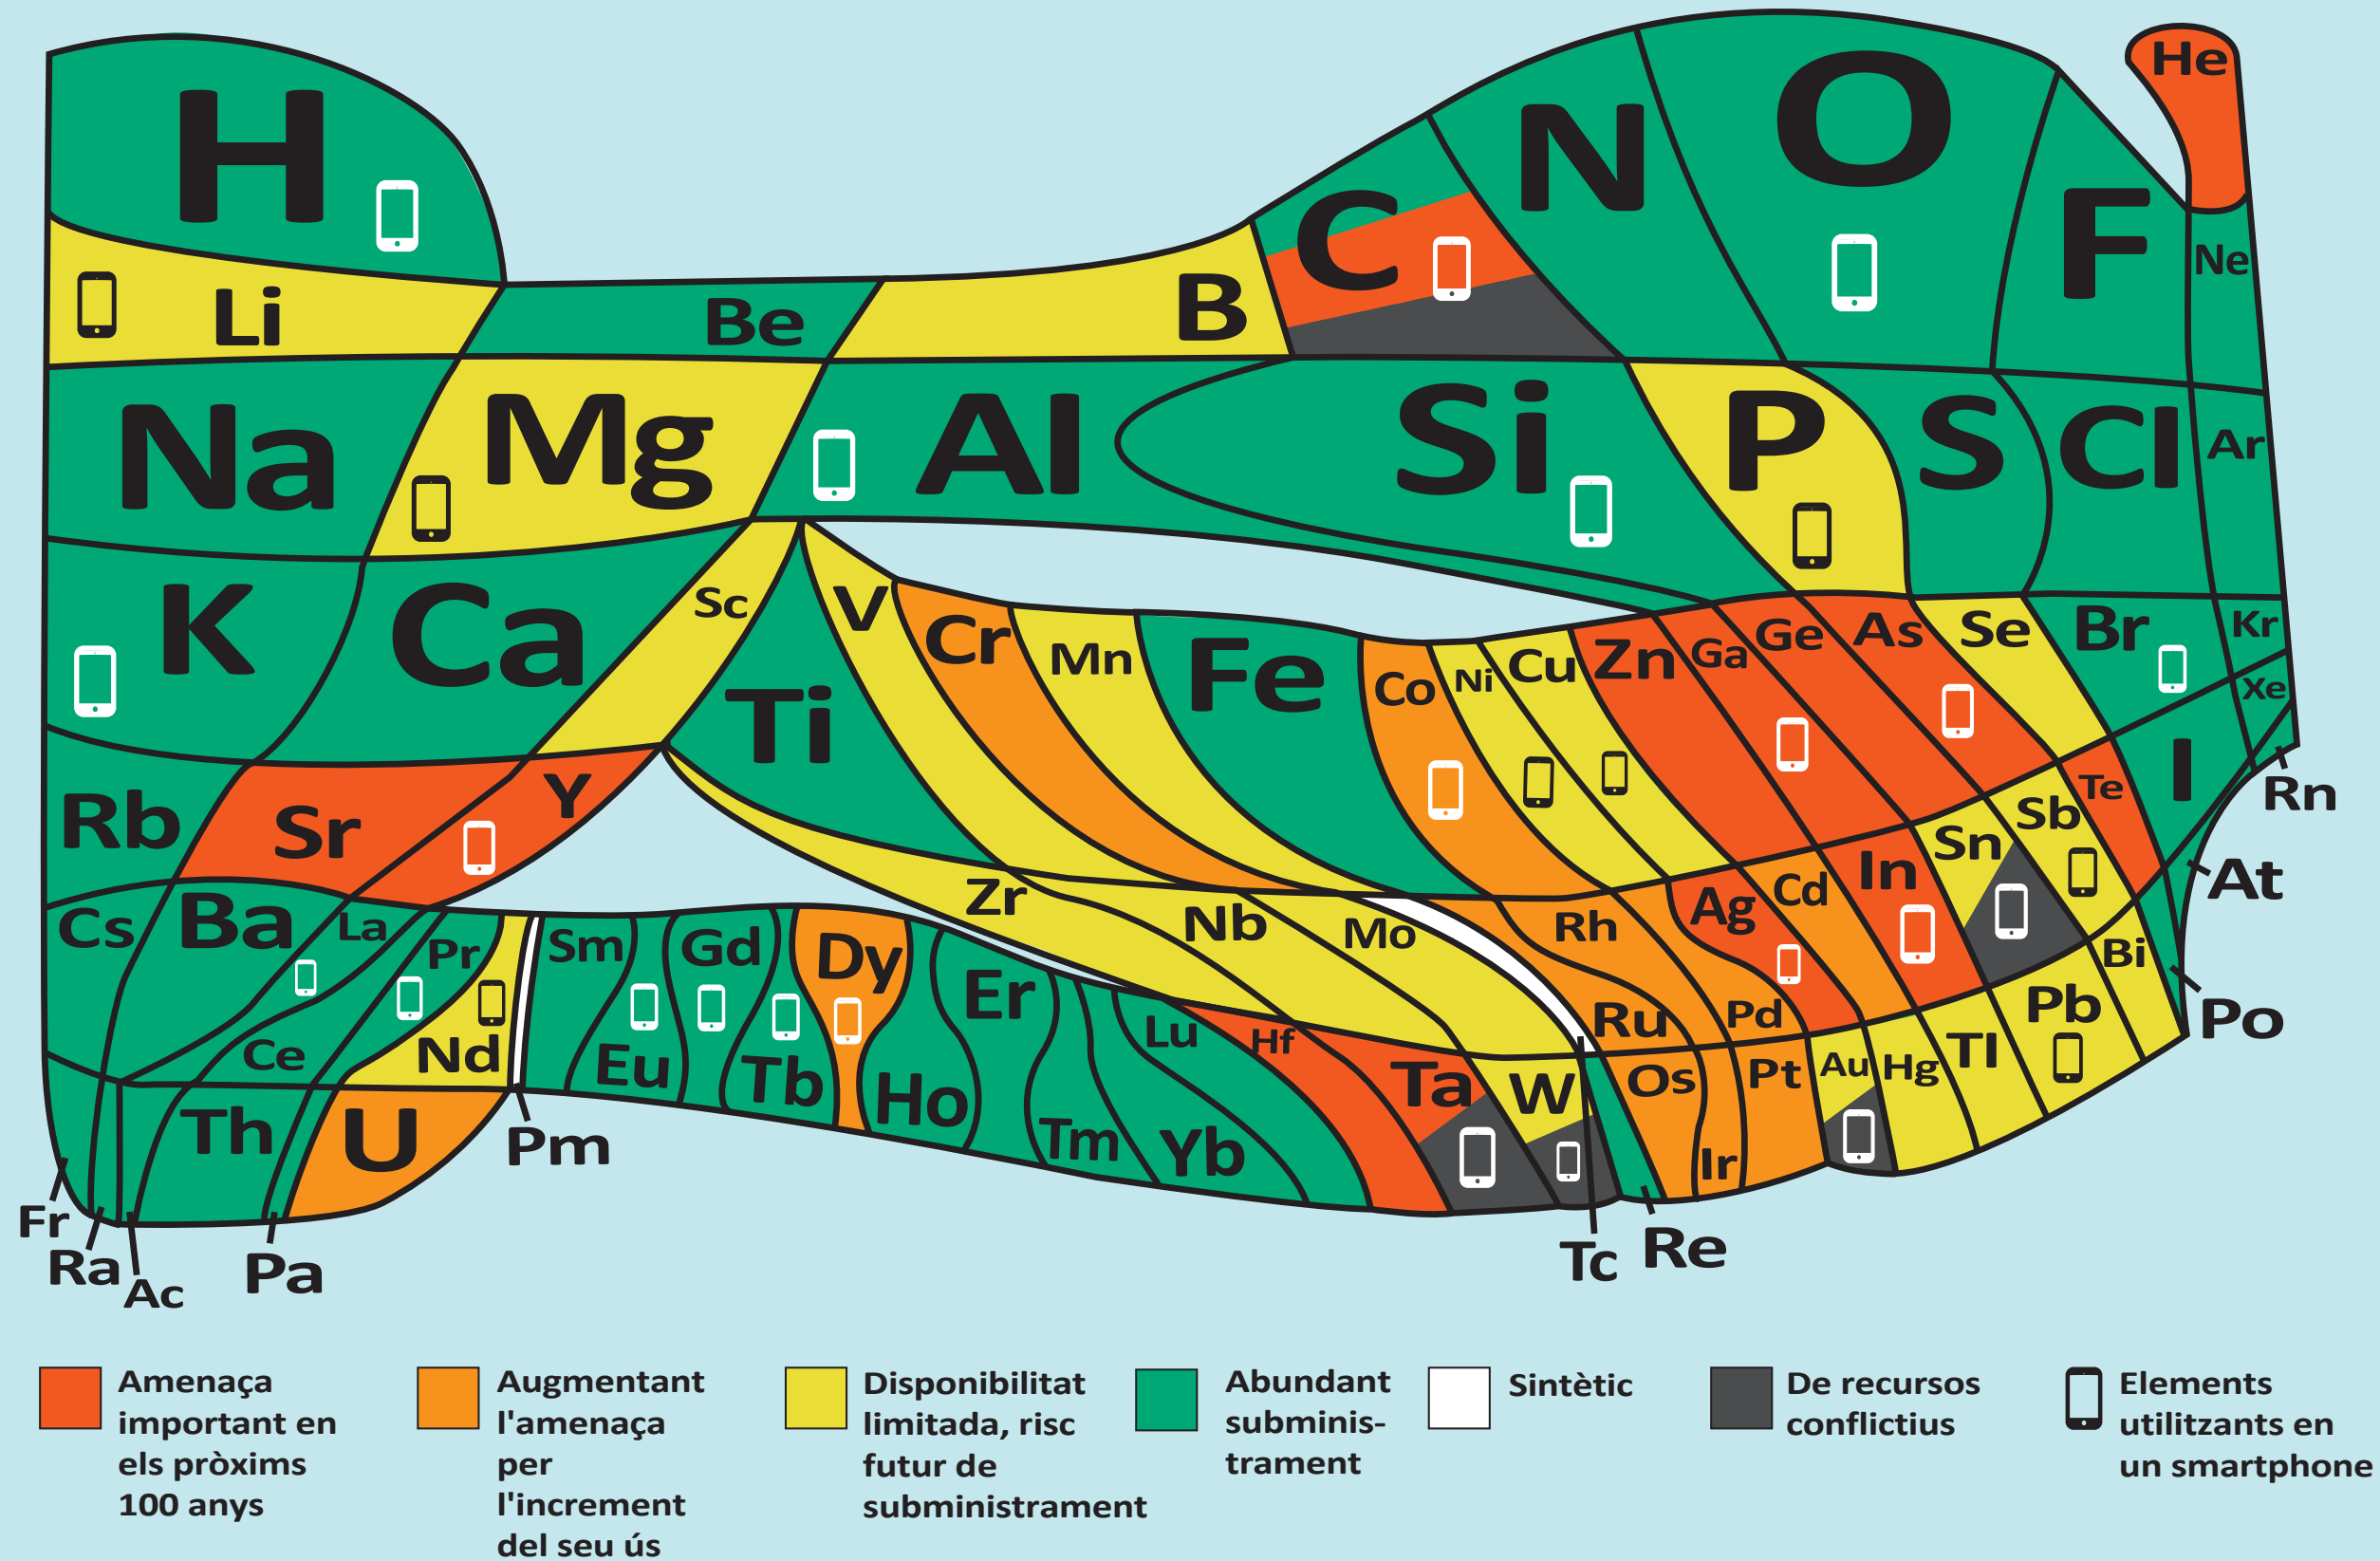 H
He
C
N
O
F
Ne
Li
Be
B
Na
Mg
Al
Si
P
S
Cl
Ar
K
Ca
Sc
Ti
V
Cr
Mn
Fe
Co
Ni
Cu
Zn
Ga
Ge
As
Se
Br
Kr
Rb
Sr
Y
Zr
Nb
Mo
Rh
Ru
Pd
Ag
Cd
In
Sn
Sb
Te
I
Xe
Rn
At
Po
Cs
Ba
La
Ce
Pr
Nd
Sm
Eu
Gd
Tb
Dy
Ho
Er
Tm
Yb
Lu
Hf
Ta
W
Os
Ir
Pt
Au
Hg
Tl
Pb
Bi
Th
U
Pm
Fr
Ra
Ac
Pa
Tc
Re
Amenaça
important en
els pròxims
100 anys
Augmentant
l'amenaça
per
l'increment
del seu ús
Disponibilitat
limitada, risc
futur de
subministrament
Abundant
subminis-
trament
Sintètic
De recursos
conflictius
Elements
utilitzants en
un smartphone